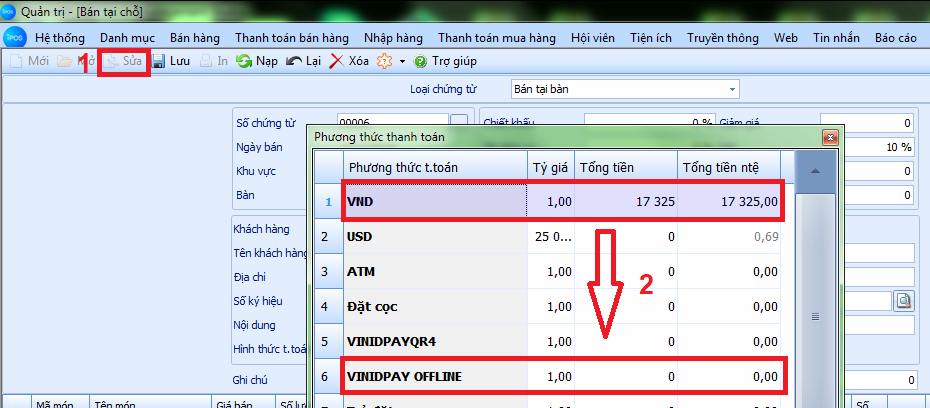 Quản trị - [Bán tại chỗ]
iPOS Hệ thống Danh mục Bán hàng Thanh toán bán hàng Nhập hàng Thanh toán mua hàng Hội viên Tiện ích Truyền thông Web Tin nhắn Báo cáo
Mới Mở 1 Sửa Lưu In Nạp Lại Xóa Trợ giúp
Loại chứng từ Bán tại bàn
Số chứng từ 00006 Chiết khấu 0 % Giảm giá 0
Ngày bán 10 %
Khu vực 0
Bàn 0
Khách hàng
Tên khách hàng
Địa chỉ
Số ký hiệu
Nội dung
Hình thức t.toán
Ghi chú 0
Phương thức thanh toán
Phương thức t.toán Tỷ giá Tổng tiền Tổng tiền ntệ
1 VND 1,00 17 325 17 325,00
2 USD 25 0... 0 0,69
3 ATM 1,00 0 0,00
4 Đặt cọc 1,00 0 0,00
2
5 VINIDPAYQR4 1,00 0 0,00
6 VINIDPAY OFFLINE 1,00 0 0,00
Mã món Tên món Giá bán Số